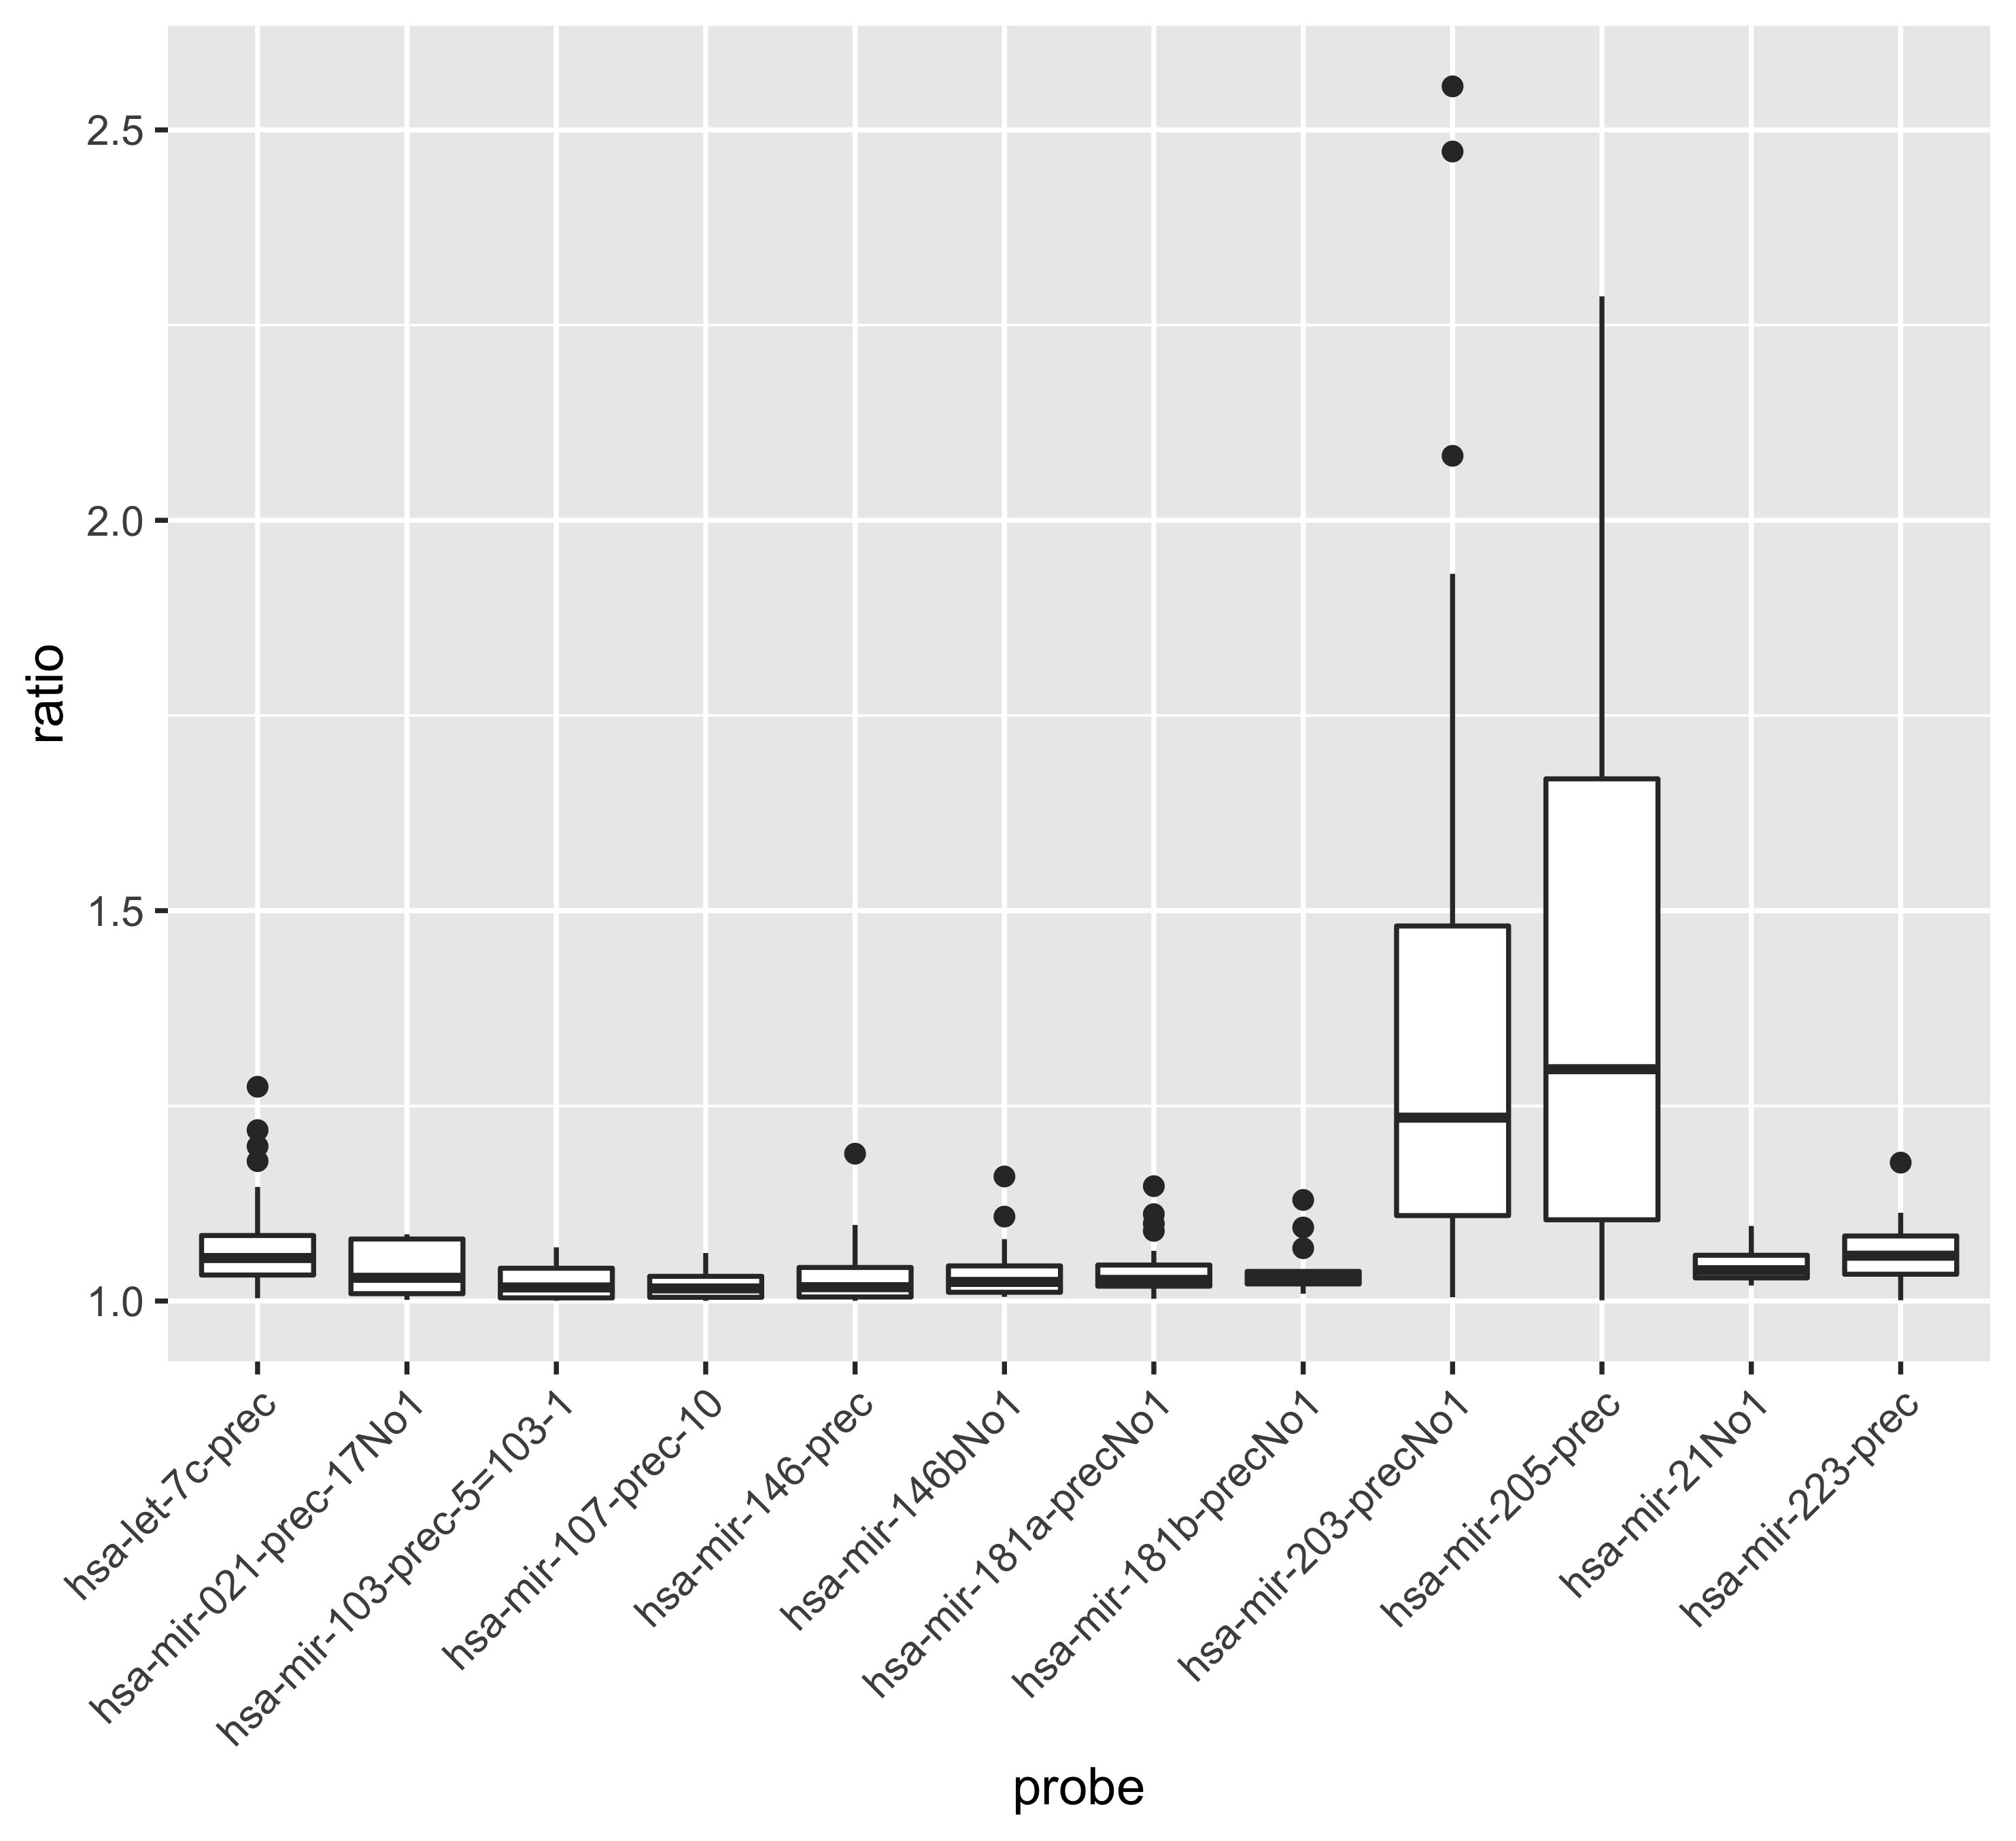 2.5
2.0
1.5
1.0
ratio
hsa-let-7c-prec
hsa-mir-021-prec-17No1
hsa-mir-103-prec-5=103-1
hsa-mir-107-prec-10
hsa-mir-146-prec
hsa-mir-146bNo1
hsa-mir-181a-precNo1
hsa-mir-181b-precNo1
hsa-mir-203-precNo1
hsa-mir-205-prec
hsa-mir-21No1
hsa-mir-223-prec
probe